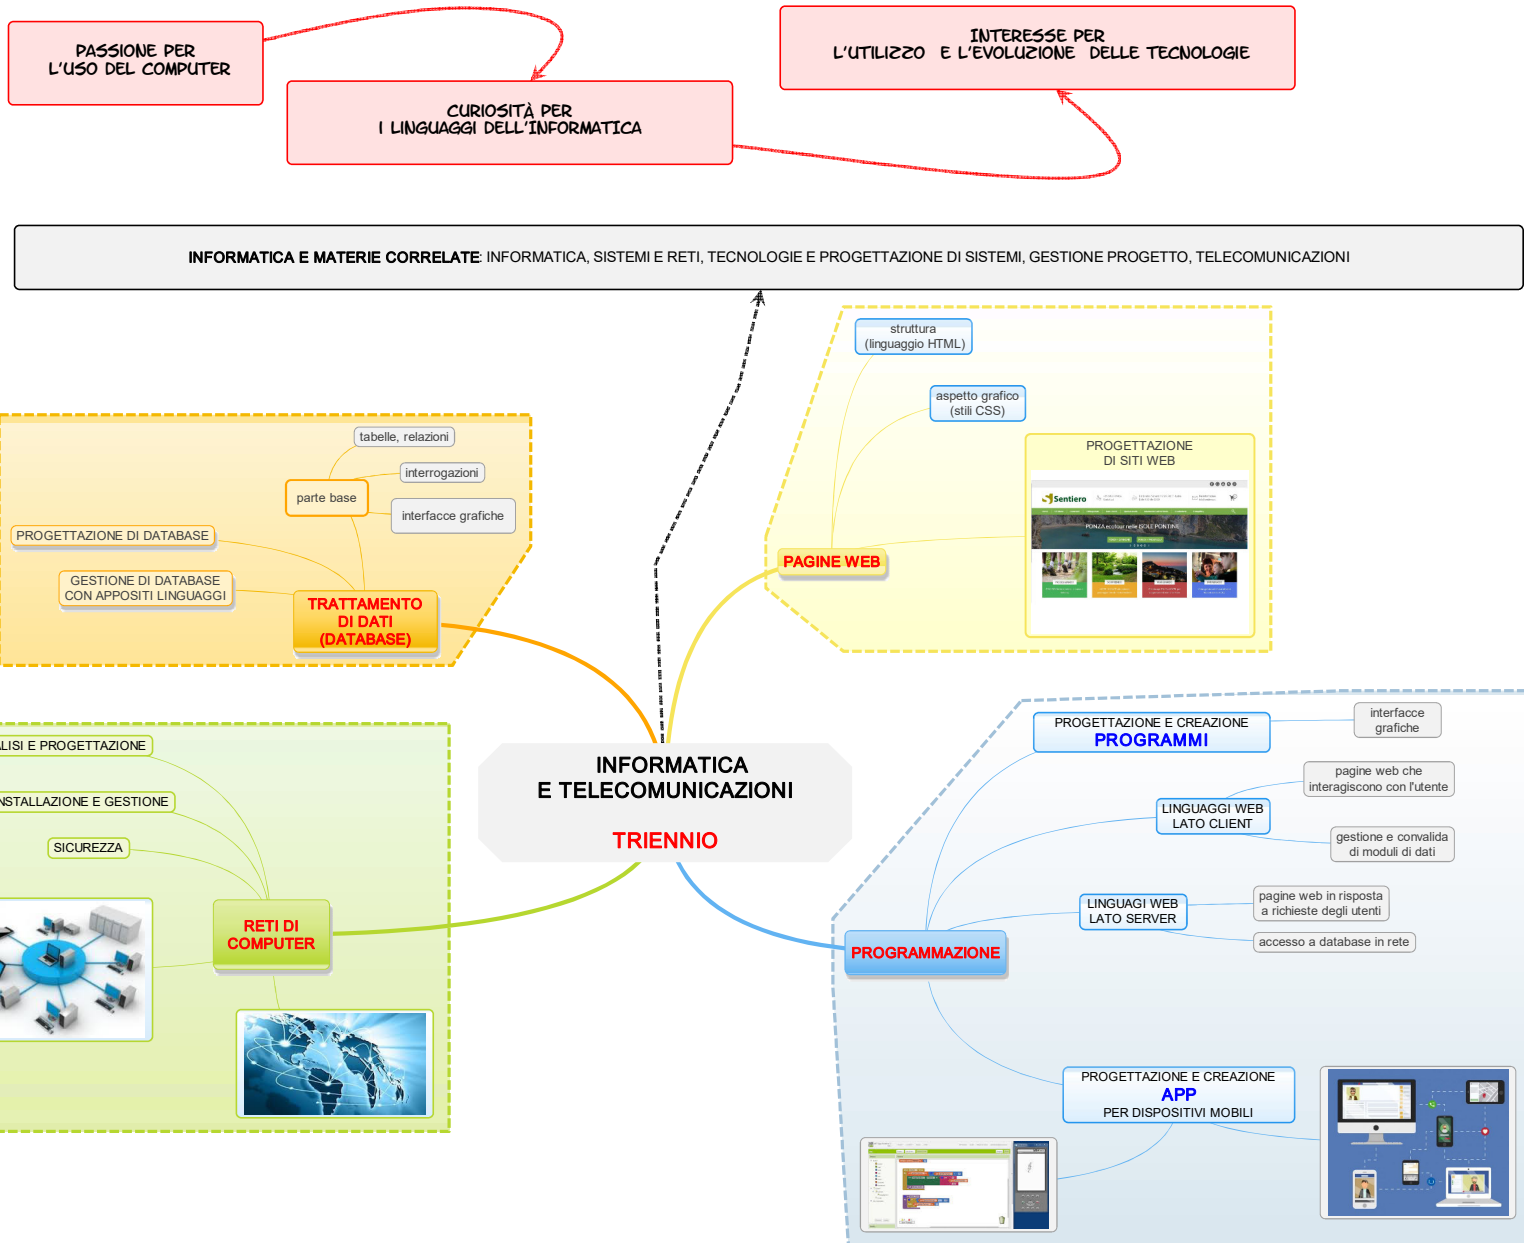 PASSIONE PER
L'USO DEL COMPUTER
CURIOSITÀ PER
I LINGUAGGI DELL'INFORMATICA
INTERESSE PER
L'UTILIZZO E L'EVOLUZIONE DELLE TECNOLOGIE
INFORMATICA E MATERIE CORRELATE: INFORMATICA, SISTEMI E RETI, TECNOLOGIE E PROGETTAZIONE DI SISTEMI, GESTIONE PROGETTO, TELECOMUNICAZIONI
struttura
(linguaggio HTML)
aspetto grafico
(stili CSS)
PROGETTAZIONE
DI SITI WEB
Sentiero
PONZA ecotour nelle ISOLE PONTINE
PAGINE WEB
tabelle, relazioni
interrogazioni
parte base
interfacce grafiche
PROGETTAZIONE DI DATABASE
GESTIONE DI DATABASE
CON APPOSITI LINGUAGGI
TRATTAMENTO
DI DATI
(DATABASE)
INFORMATICA
E TELECOMUNICAZIONI
TRIENNIO
LISI E PROGETTAZIONE
NSTALLAZIONE E GESTIONE
SICUREZZA
RETI DI
COMPUTER
PROGETTAZIONE E CREAZIONE
PROGRAMMI
interfacce
grafiche
LINGUAGGI WEB
LATO CLIENT
pagine web che
interagiscono con l'utente
gestione e convalida
di moduli di dati
LINGUAGI WEB
LATO SERVER
pagine web in risposta
a richieste degli utenti
accesso a database in rete
PROGRAMMAZIONE
PROGETTAZIONE E CREAZIONE
APP
PER DISPOSITIVI MOBILI